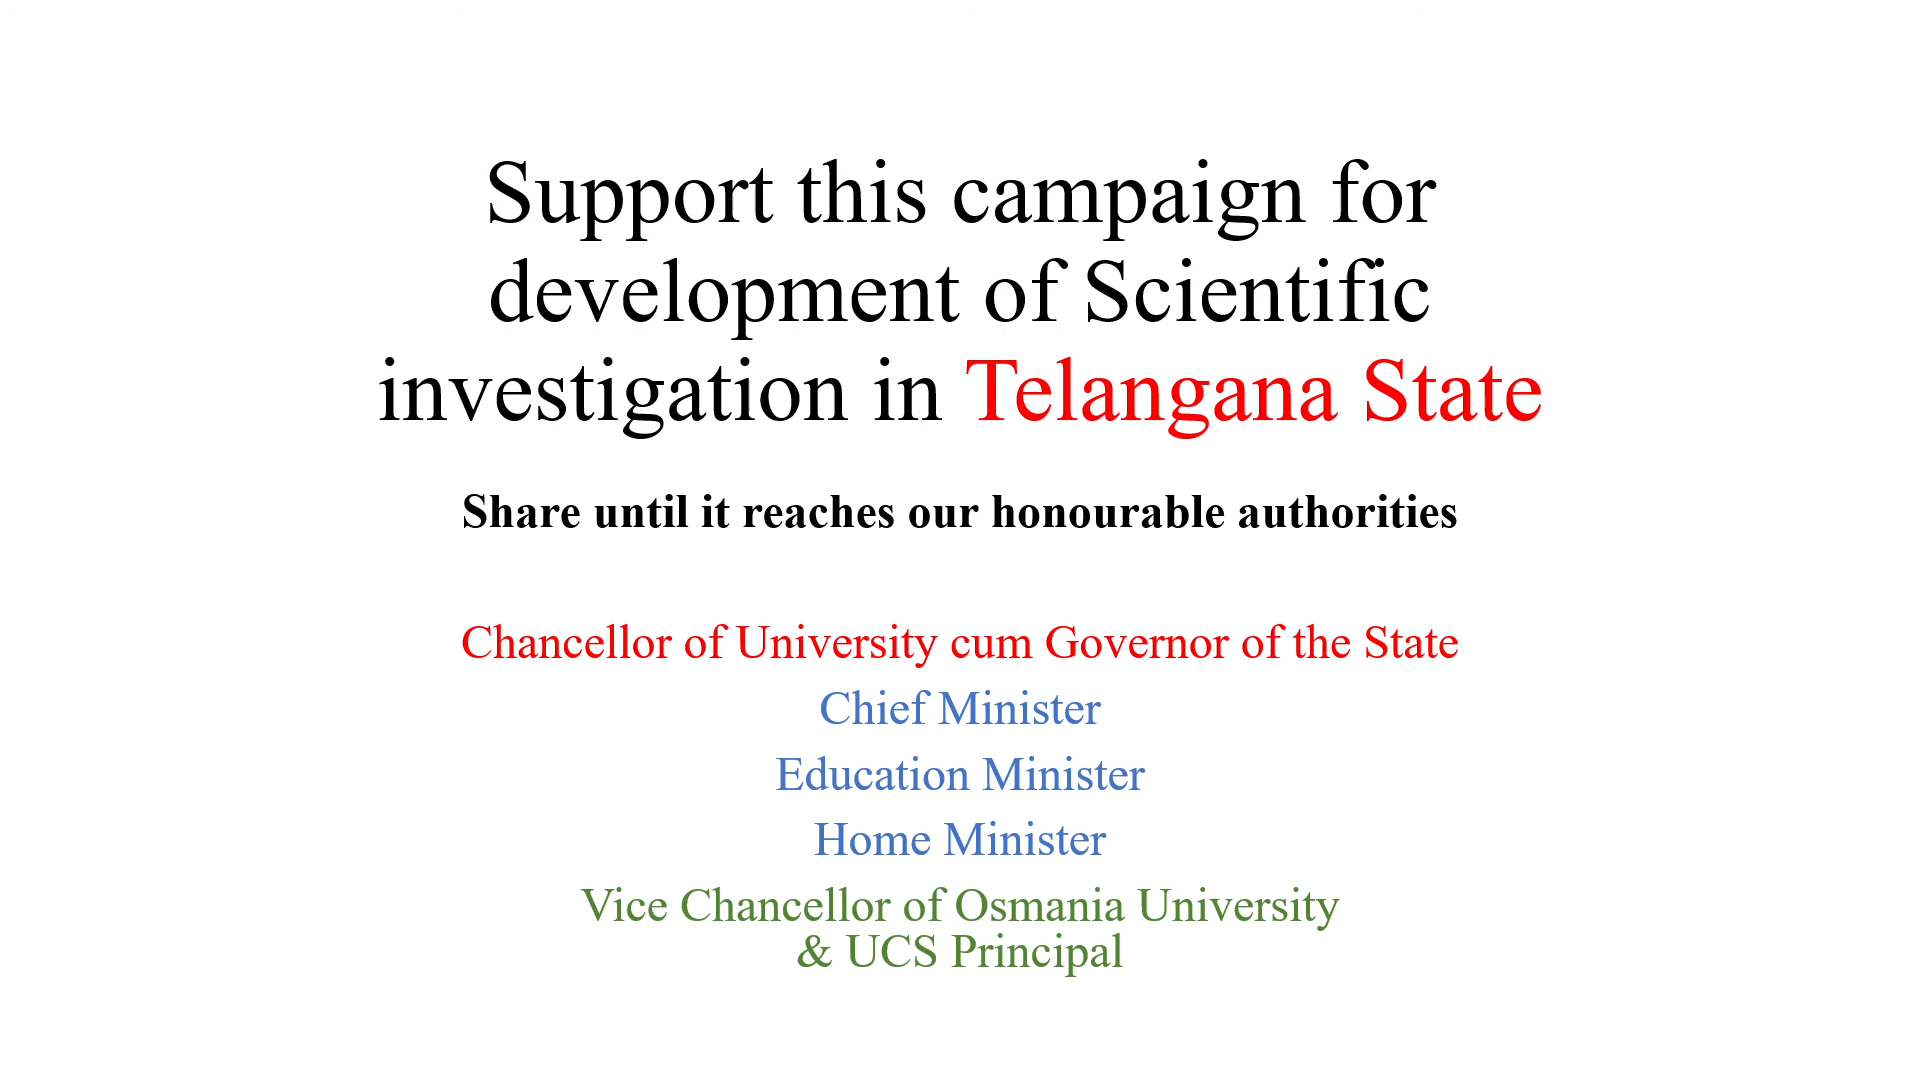 Support this campaign for
development of Scientific
investigation in Telangana State
Share until it reaches our honourable authorities
Chancellor of University cum Governor of the State
Chief Minister
Education Minister
Home Minister
Vice Chancellor of Osmania University
& UCS Principal